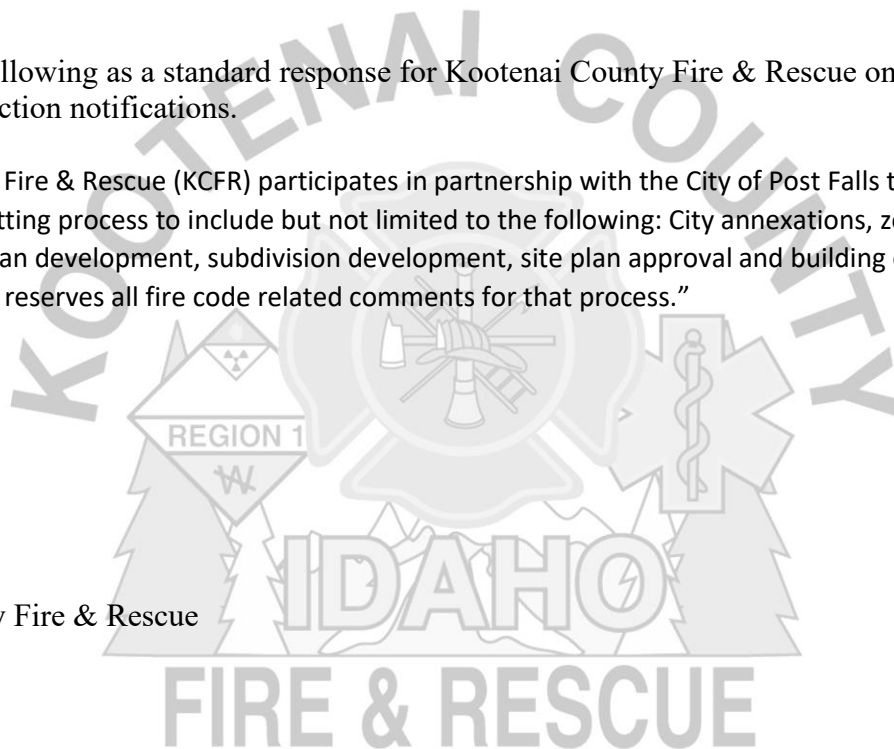 llowing as a standard response for Kootenai County Fire & Rescue on
ction notifications.
Fire & Rescue (KCFR) participates in partnership with the City of Post Falls t
tting process to include but not limited to the following: City annexations, z
an development, subdivision development, site plan approval and building
reserves all fire code related comments for that process.”
KOOTENAI COUNTY
REGION 1
W
IDAHO
y Fire & Rescue
FIRE & RESCUE